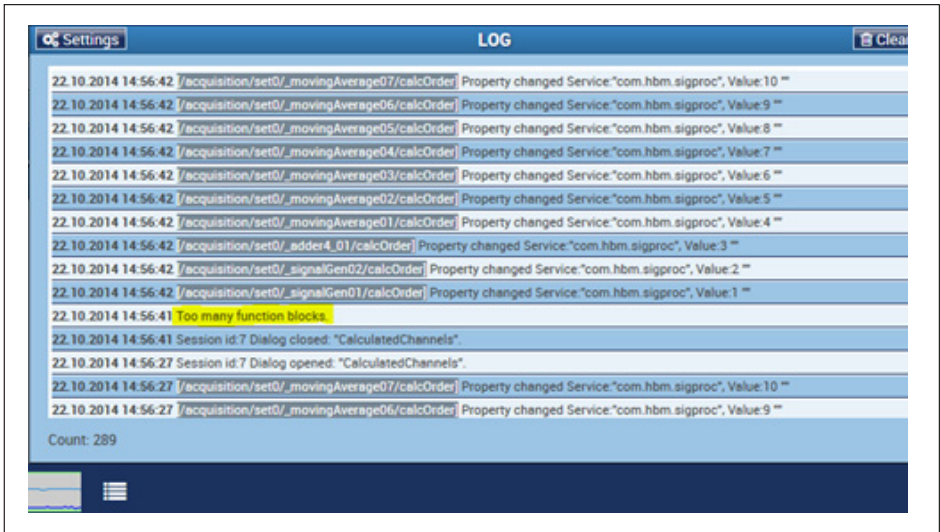 Settings
LOG
Clear
22.10.2014 14:56:42 [/acquisition/set0/_movingAverage07/calcOrder] Property changed Service:"com.hbm.sigproc", Value:10 ""
22.10.2014 14:56:42 [/acquisition/set0/_movingAverage06/calcOrder] Property changed Service:"com.hbm.sigproc", Value:9 ""
22.10.2014 14:56:42 [/acquisition/set0/_movingAverage05/calcOrder] Property changed Service:"com.hbm.sigproc", Value:8 ""
22.10.2014 14:56:42 [/acquisition/set0/_movingAverage04/calcOrder] Property changed Service:"com.hbm.sigproc", Value:7 ""
22.10.2014 14:56:42 [/acquisition/set0/_movingAverage03/calcOrder] Property changed Service:"com.hbm.sigproc", Value:6 ""
22.10.2014 14:56:42 [/acquisition/set0/_movingAverage02/calcOrder] Property changed Service:"com.hbm.sigproc", Value:5 ""
22.10.2014 14:56:42 [/acquisition/set0/_movingAverage01/calcOrder] Property changed Service:"com.hbm.sigproc", Value:4 ""
22.10.2014 14:56:42 [/acquisition/set0/_adder4_01/calcOrder] Property changed Service:"com.hbm.sigproc", Value:3 ""
22.10.2014 14:56:42 [/acquisition/set0/_signalGen02/calcOrder] Property changed Service:"com.hbm.sigproc", Value:2 ""
22.10.2014 14:56:42 [/acquisition/set0/_signalGen01/calcOrder] Property changed Service:"com.hbm.sigproc", Value:1 ""
22.10.2014 14:56:41 Too many function blocks.
22.10.2014 14:56:41 Session id:7 Dialog closed: "CalculatedChannels".
22.10.2014 14:56:27 Session id:7 Dialog opened: "CalculatedChannels".
22.10.2014 14:56:27 [/acquisition/set0/_movingAverage07/calcOrder] Property changed Service:"com.hbm.sigproc", Value:10 ""
22.10.2014 14:56:27 [/acquisition/set0/_movingAverage06/calcOrder] Property changed Service:"com.hbm.sigproc", Value:9 ""
Count: 289